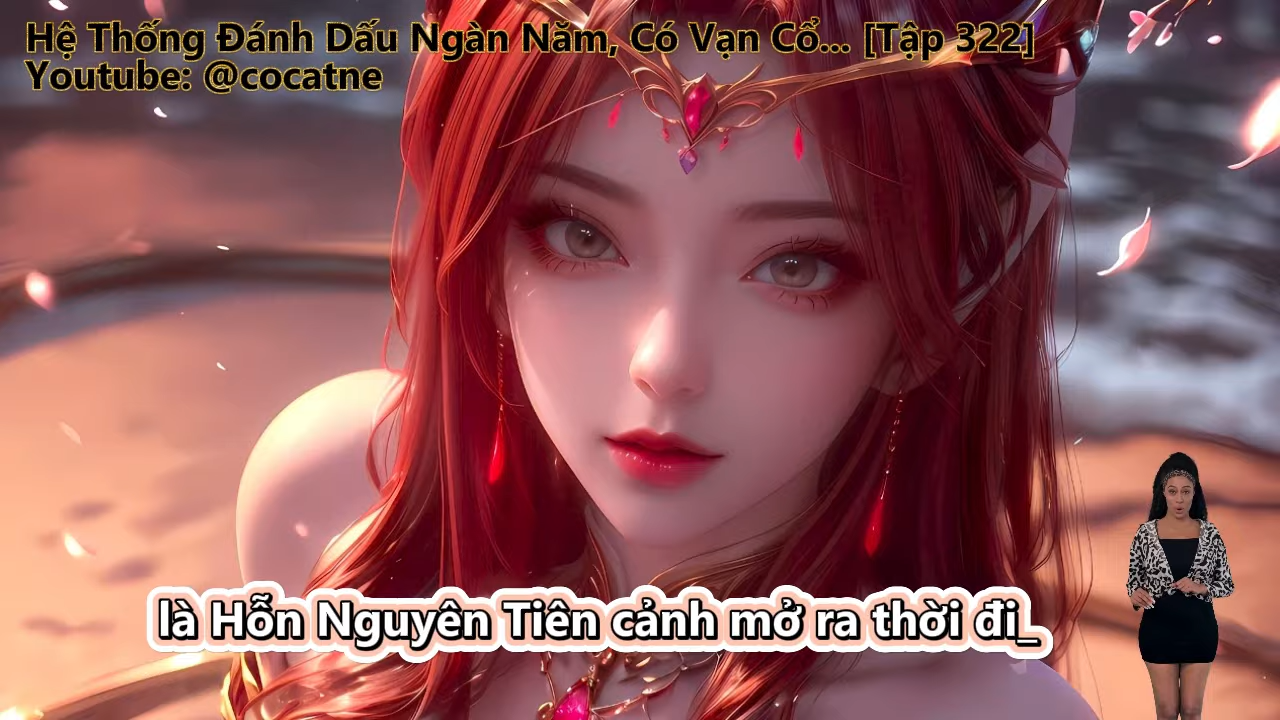 Hệ Thống Đánh Dấu Ngàn Năm, Có Vạn Cổ... [Tập 322]
Youtube: @cocatne
là Hỗn Nguyên Tiên cảnh mở ra thời đi_